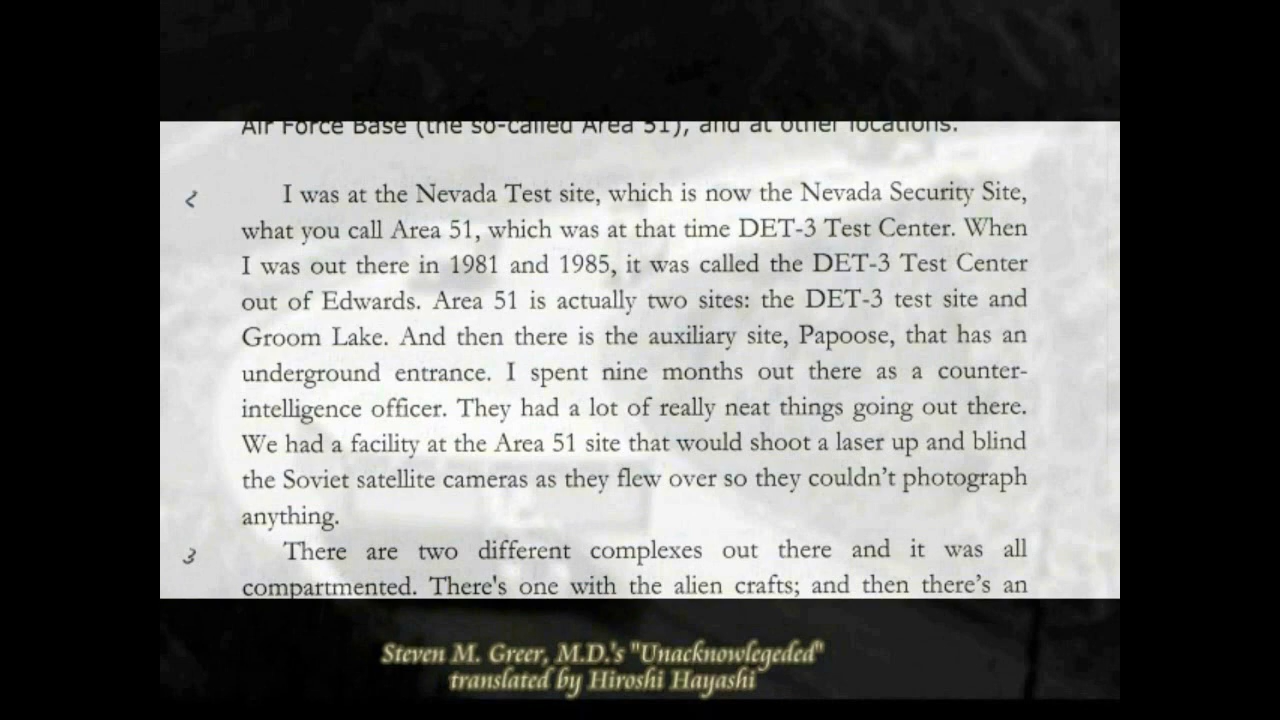 Air Force Base (the so-called Area 51), and at other locations.
2
I was at the Nevada Test site, which is now the Nevada Security Site,
what you call Area 51, which was at that time DET-3 Test Center. When
I was out there in 1981 and 1985, it was called the DET-3 Test Center
out of Edwards. Area 51 is actually two sites: the DET-3 test site and
Groom Lake. And then there is the auxiliary site, Papoose, that has an
underground entrance. I spent nine months out there as a counter-
intelligence officer. They had a lot of really neat things going out there.
We had a facility at the Area 51 site that would shoot a laser up and blind
the Soviet satellite cameras as they flew over so they couldn't photograph
anything.
3
There are two different complexes out there and it was all
compartmented. There's one with the alien crafts; and then there's an
Steven M. Greer, M.D.'s "Unacknowlegeded"
translated by Hiroshi Hayashi